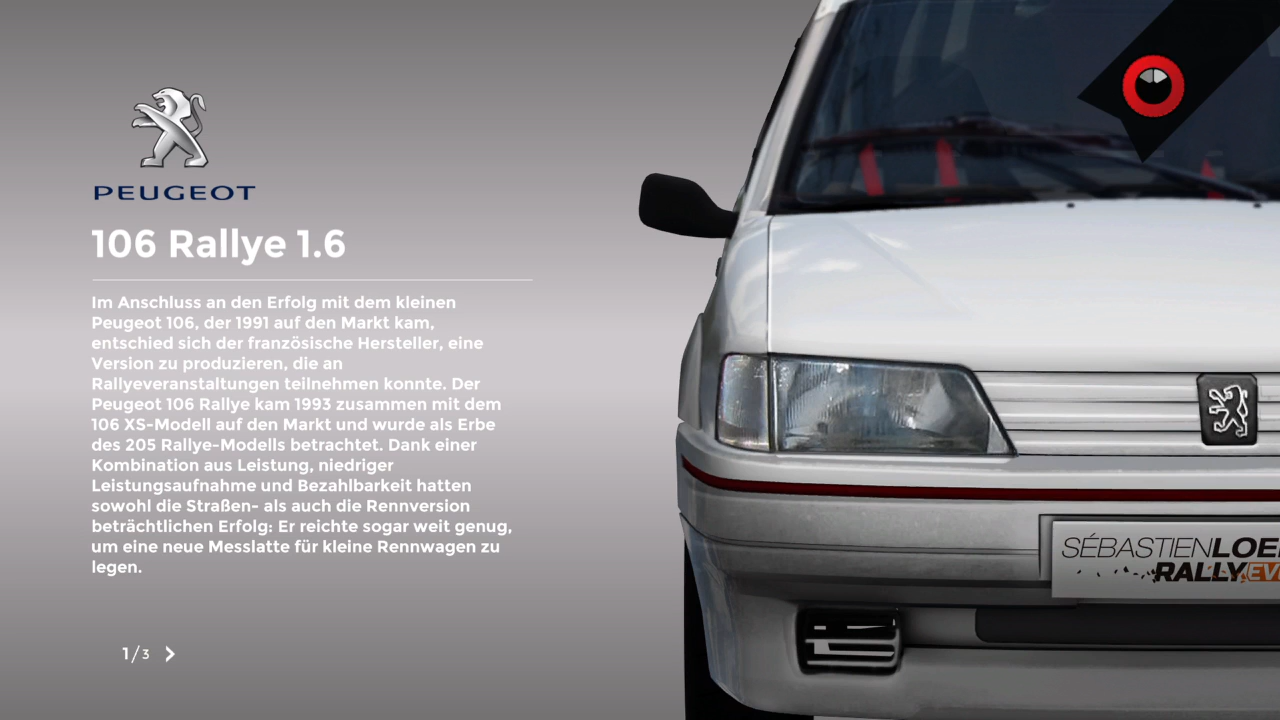 PEUGEOT
106 Rallye 1.6
Im Anschluss an den Erfolg mit dem kleinen
Peugeot 106, der 1991 auf den Markt kam,
entschied sich der französische Hersteller, eine
Version zu produzieren, die an
Rallyeveranstaltungen teilnehmen konnte. Der
Peugeot 106 Rallye kam 1993 zusammen mit dem
106 XS-Modell auf den Markt und wurde als Erbe
des 205 Rallye-Modells betrachtet. Dank einer
Kombination aus Leistung, niedriger
Leistungsaufnahme und Bezahlbarkeit hatten
sowohl die Straßen- als auch die Rennversion
beträchtlichen Erfolg: Er reichte sogar weit genug,
um eine neue Messlatte für kleine Rennwagen zu
legen.
1/3
SÉBASTIENLOE
RALLYEV